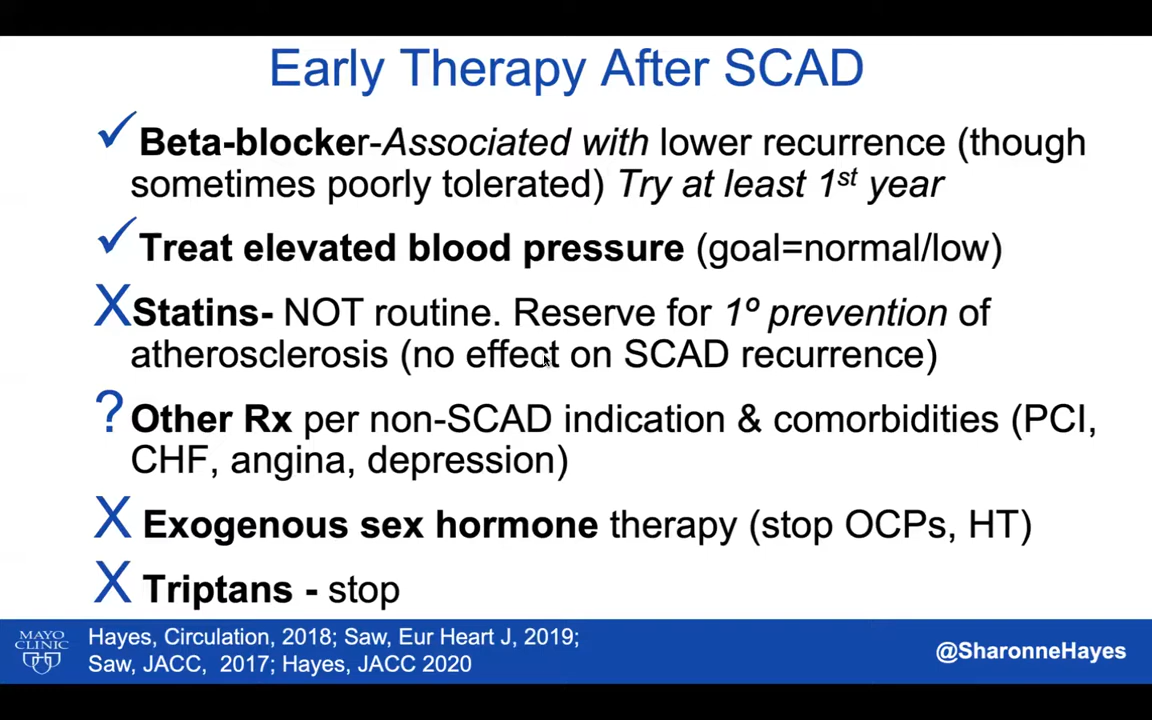 Early Therapy After SCAD
✓ Beta-blocker-Associated with lower recurrence (though
sometimes poorly tolerated) Try at least 1st year
✓ Treat elevated blood pressure (goal=normal/low)
X Statins- NOT routine. Reserve for 1º prevention of
atherosclerosis (no effect on SCAD recurrence)
? Other Rx per non-SCAD indication & comorbidities (PCI,
CHF, angina, depression)
X Exogenous sex hormone therapy (stop OCPs, HT)
X Triptans - stop
MAYO
CLINIC
Hayes, Circulation, 2018; Saw, Eur Heart J, 2019;
Saw, JACC, 2017; Hayes, JACC 2020
@SharonneHayes